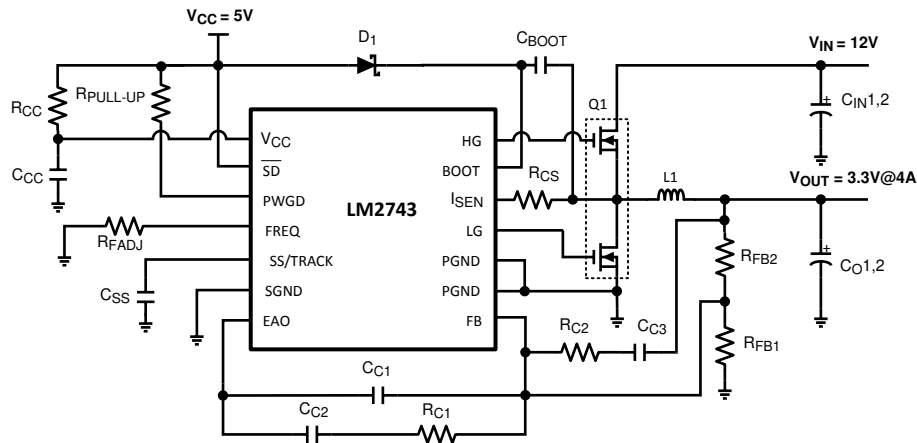 V_CC = 5V
D_1
C_BOOT
V_IN = 12V
R_CC
R_PULL-UP
Q1
C_IN1,2
V_CC
HG
C_CC
SD
BOOT
R_CS
L1
V_OUT = 3.3V@4A
PWGD
LM2743
I_SEN
R_FADJ
FREQ
LG
R_FB2
C_O1,2
SS/TRACK
PGND
C_SS
SGND
PGND
EAO
FB
R_C2
C_C3
R_FB1
C_C1
C_C2
R_C1